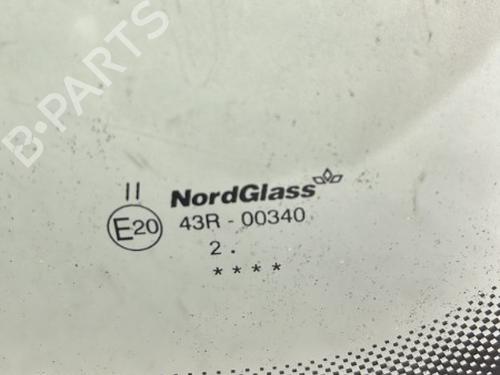 B-PARTS
II
NordGlass
E20
43R - 00340
2 .
****